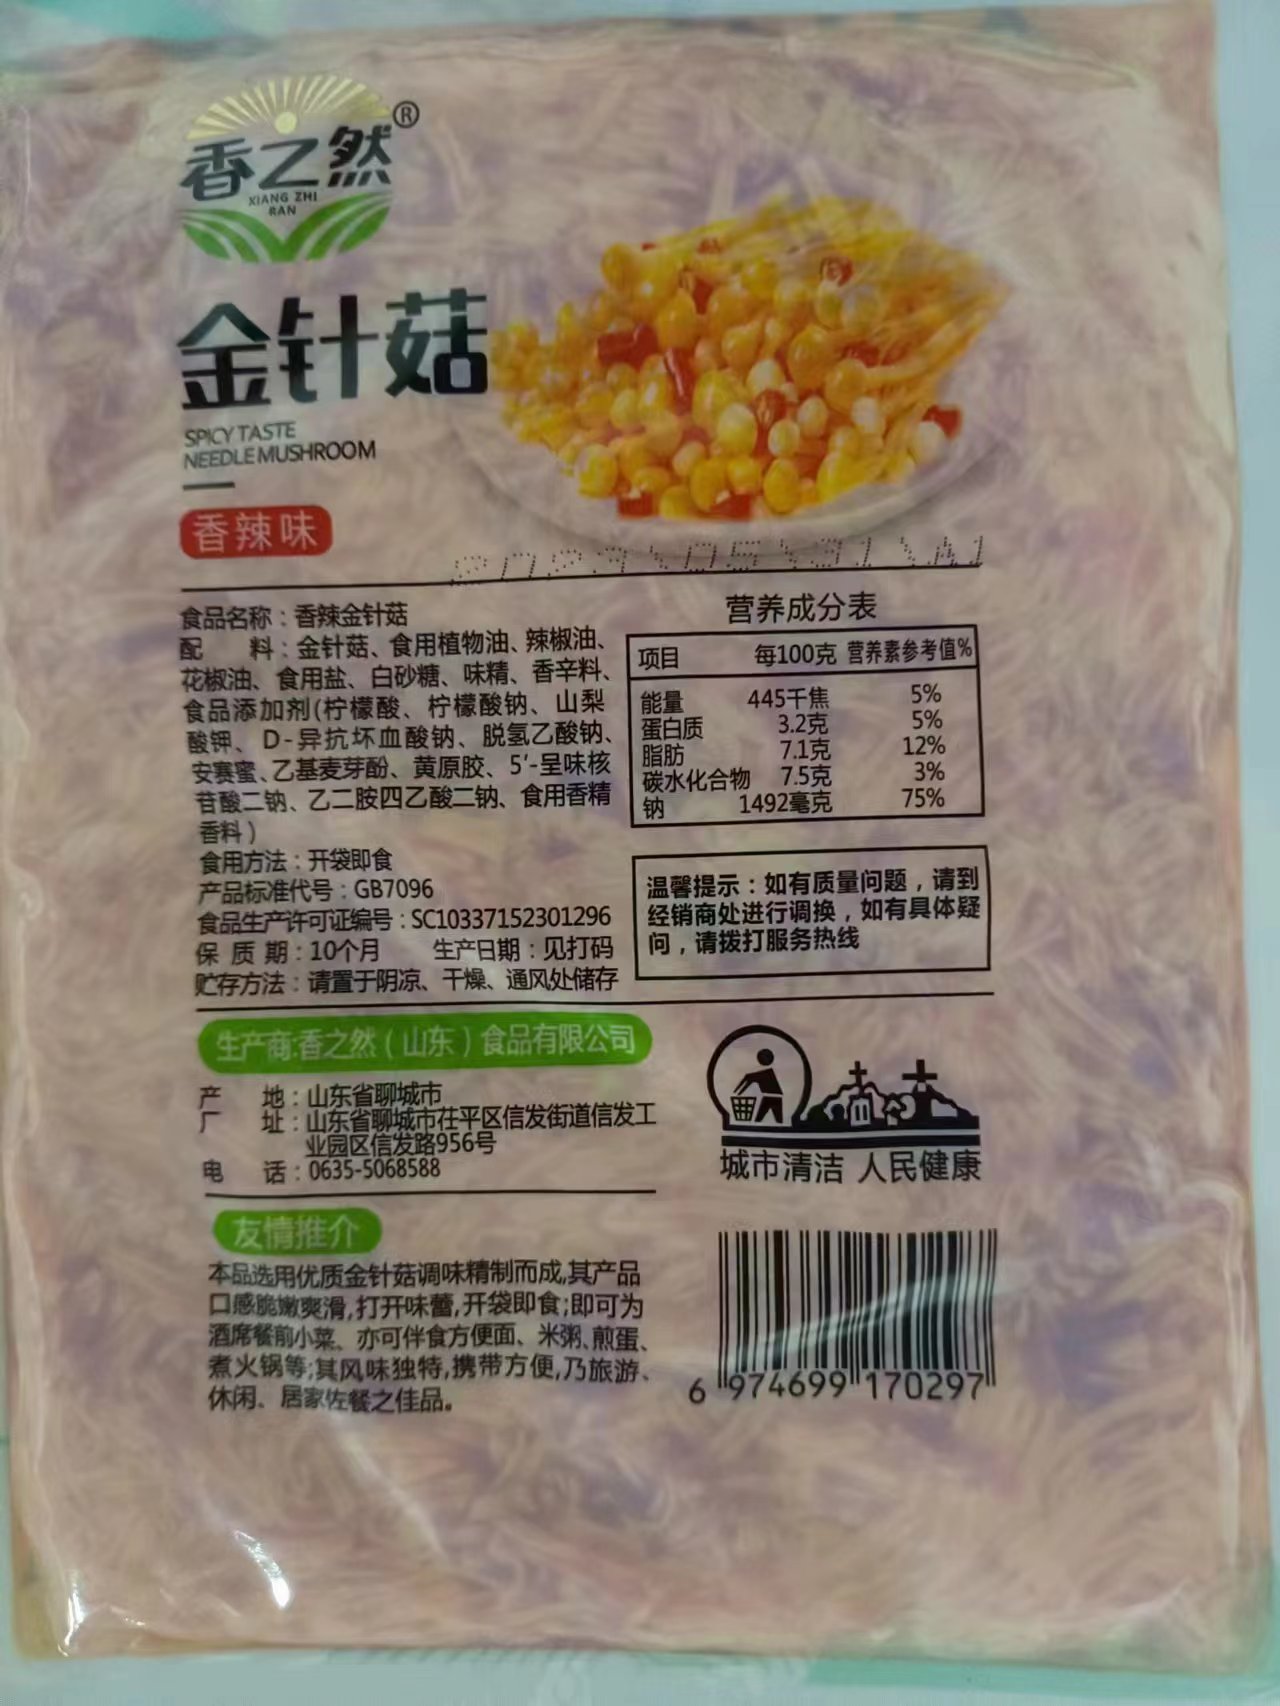 香之然®
XIANG ZHI
RAN
金针菇
SPICY TASTE
NEEDLE MUSHROOM
香辣味
2023\05\31\A1
食品名称：香辣金针菇
配 料：金针菇、食用植物油、辣椒油、
花椒油、食用盐、白砂糖、味精、香辛料、
食品添加剂(柠檬酸、柠檬酸钠、山梨
酸钾、D-异抗坏血酸钠、脱氢乙酸钠、
安赛蜜、乙基麦芽酚、黄原胶、5'-呈味核
苷酸二钠、乙二胺四乙酸二钠、食用香精
香料）
食用方法：开袋即食
产品标准代号：GB7096
食品生产许可证编号：SC10337152301296
保 质 期：10个月 生产日期：见打码
贮存方法：请置于阴凉、干燥、通风处储存
营养成分表
项目 每100克 营养素参考值%
能量 445千焦 5%
蛋白质 3.2克 5%
脂肪 7.1克 12%
碳水化合物 7.5克 3%
钠 1492毫克 75%
温馨提示：如有质量问题，请到
经销商处进行调换，如有具体疑
问，请拨打服务热线
生产商:香之然（山东）食品有限公司
产 地：山东省聊城市
厂 址：山东省聊城市茌平区信发街道信发工
业园区信发路956号
电 话：0635-5068588
城市清洁 人民健康
友情推介
本品选用优质金针菇调味精制而成,其产品
口感脆嫩爽滑,打开味蕾,开袋即食;即可为
酒席餐前小菜、亦可伴食方便面、米粥、煎蛋、
煮火锅等;其风味独特,携带方便,乃旅游、
休闲、居家佐餐之佳品。
6 974699 170297